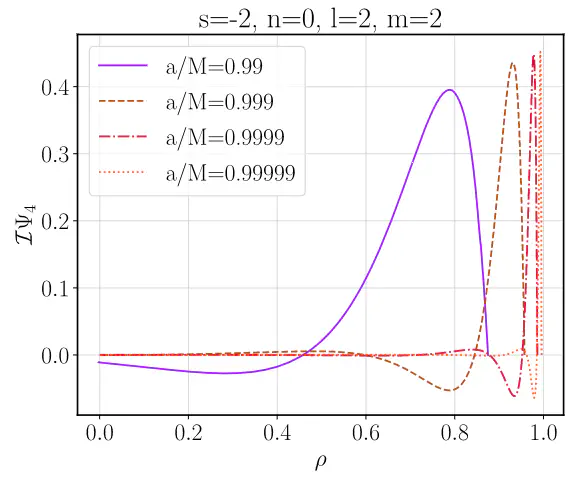 s=-2, n=0, l=2, m=2
a/M=0.99
a/M=0.999
a/M=0.9999
a/M=0.99999
0.4
0.3
0.2
0.1
0.0
ℐΨ₄
0.0 0.2 0.4 0.6 0.8 1.0
ρ